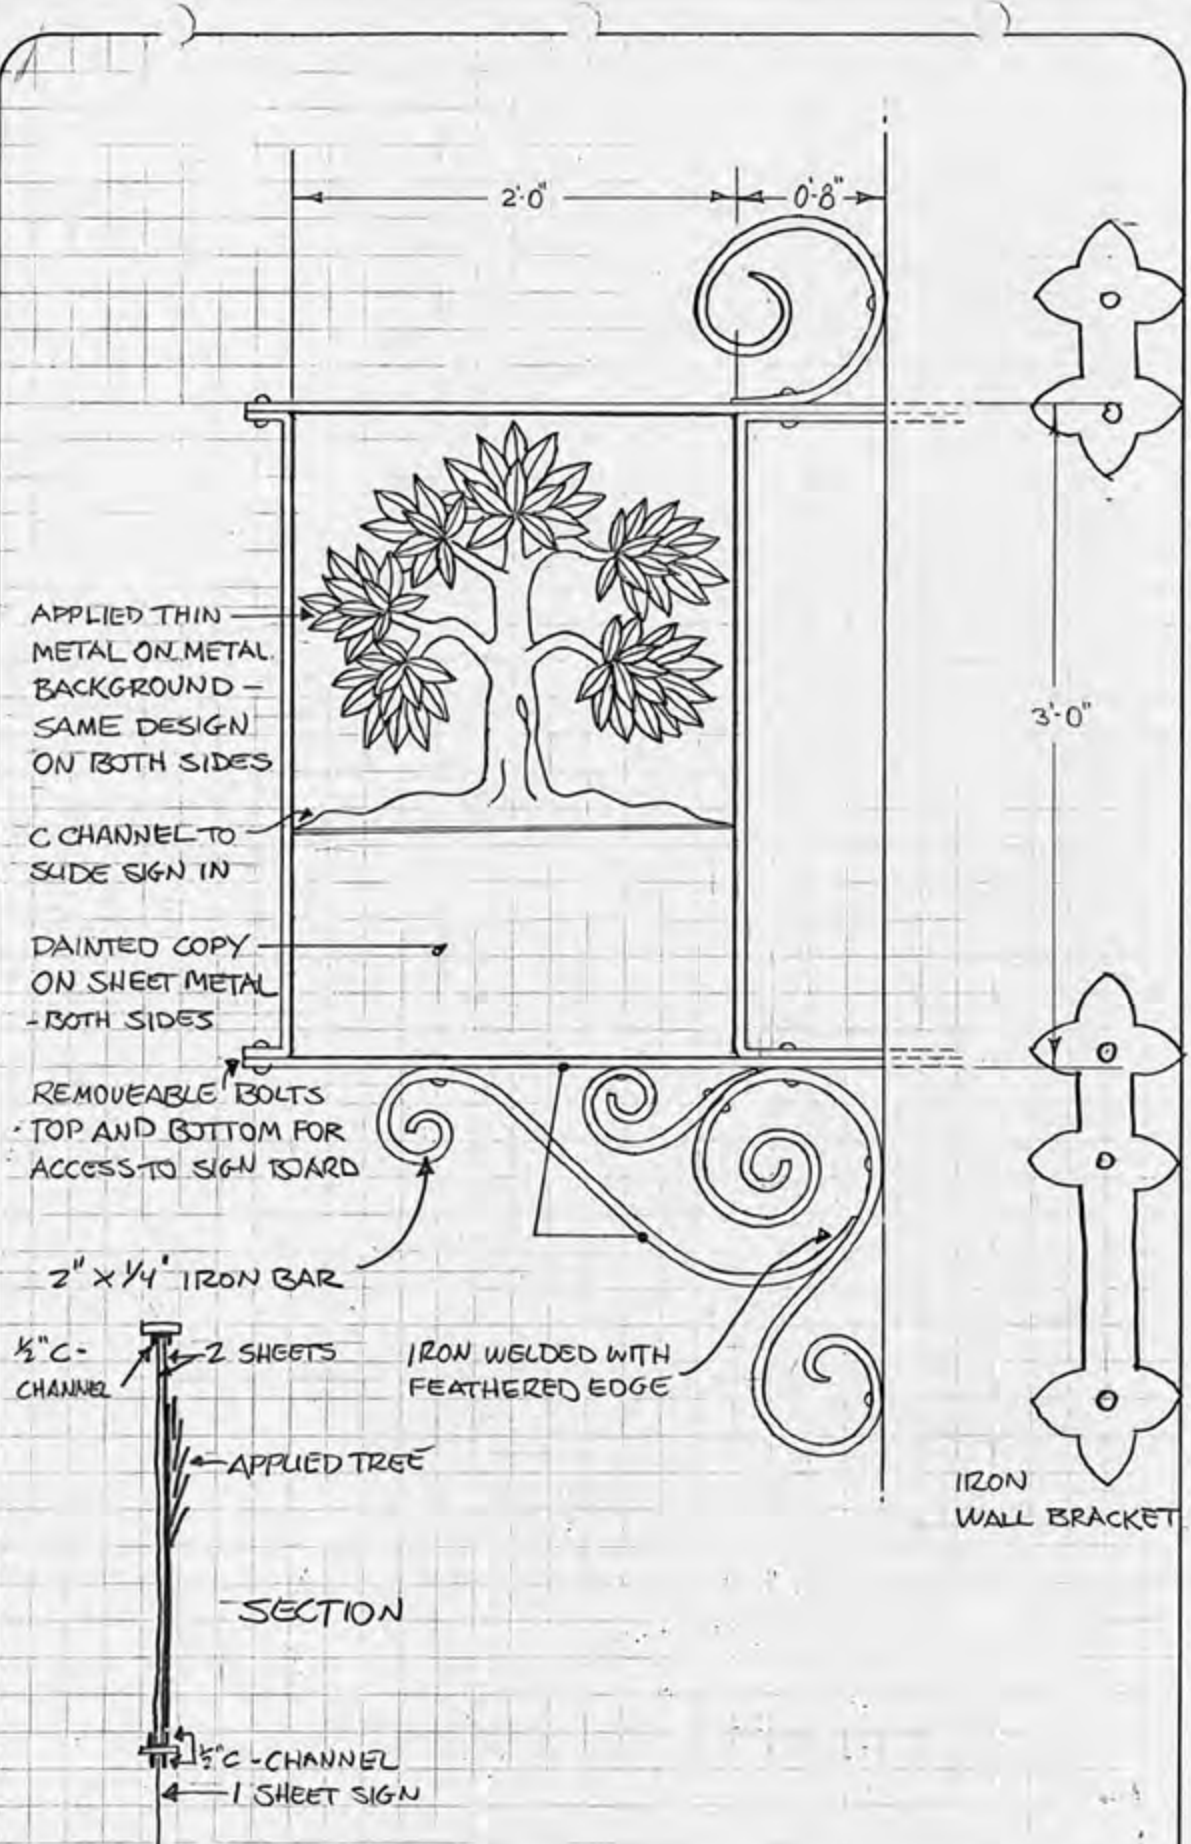 2'-0"
0'-8"
3'-0"
APPLIED THIN
METAL ON METAL
BACKGROUND -
SAME DESIGN
ON BOTH SIDES
C CHANNEL TO
SLIDE SIGN IN
PAINTED COPY
ON SHEET METAL
- BOTH SIDES
REMOVEABLE BOLTS
TOP AND BOTTOM FOR
ACCESS TO SIGN BOARD
2" X 1/4" IRON BAR
IRON WELDED WITH
FEATHERED EDGE
IRON
WALL BRACKET
1/2" C-
CHANNEL
2 SHEETS
APPLIED TREE
SECTION
1/2" C-CHANNEL
1 SHEET SIGN